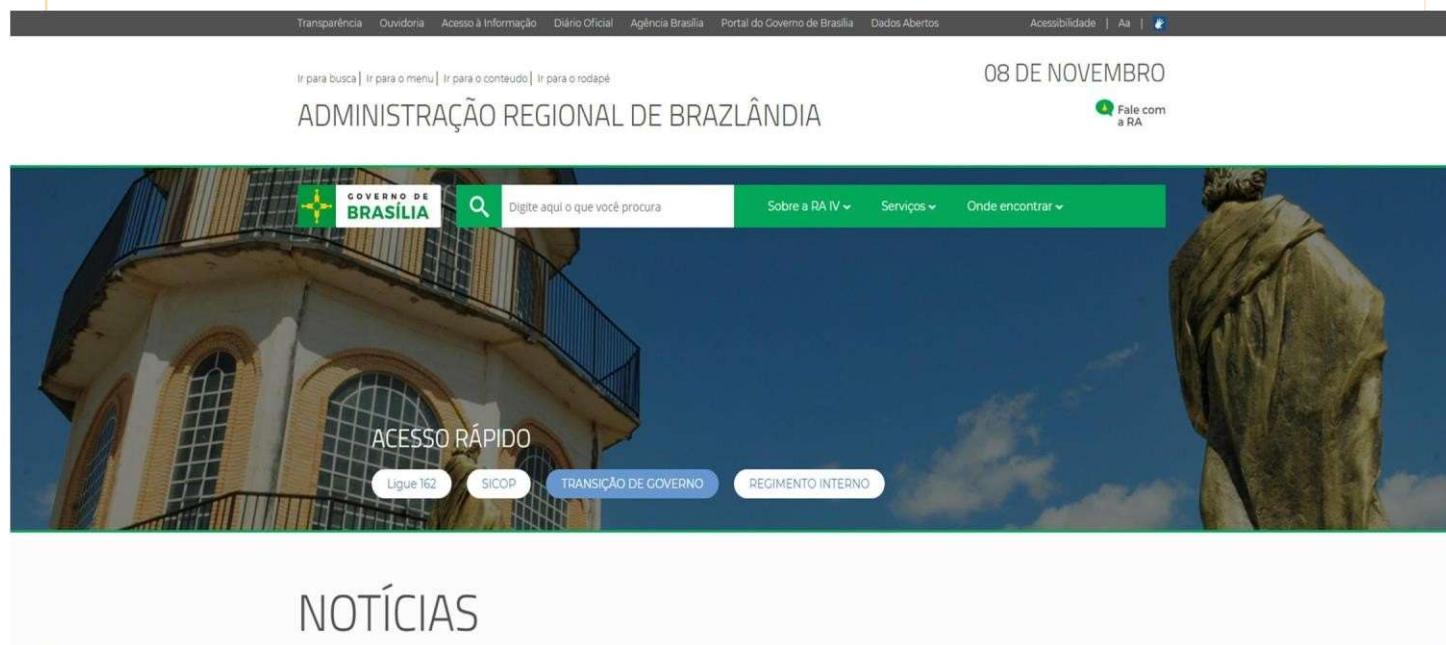 Transparência Ouvidoria Acesso à Informação Diário Oficial Agência Brasília Portal do Governo de Brasília Dados Abertos Acessibilidade | Aa |
Ir para busca | Ir para o menu | Ir para o conteudo | Ir para o rodapé
08 DE NOVEMBRO
ADMINISTRAÇÃO REGIONAL DE BRAZLÂNDIA
Fale com
a RA
GOVERNO DE
BRASÍLIA
Digite aqui o que você procura
Sobre a RA IV Serviços Onde encontrar
ACESSO RÁPIDO
Ligue 162 SICOP TRANSIÇÃO DE GOVERNO REGIMENTO INTERNO
NOTÍCIAS